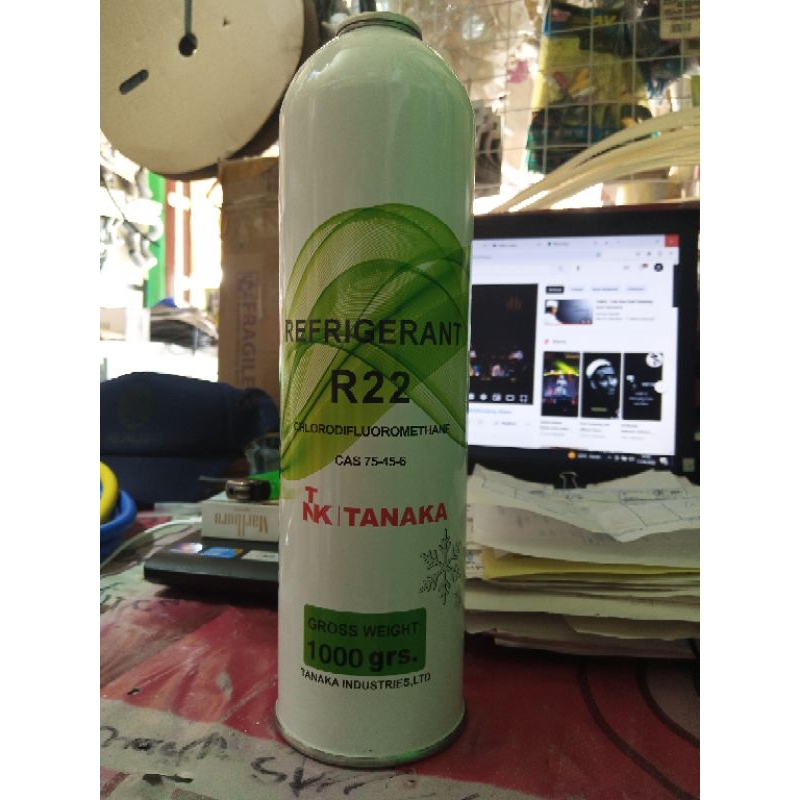 REFRIGERANT
R22
CHLORODIFLUOROMETHANE
CAS 75-45-6
TNK | TANAKA
GROSS WEIGHT
1000 grs.
TANAKA INDUSTRIES,LTD
FRAGILE
Marlboro